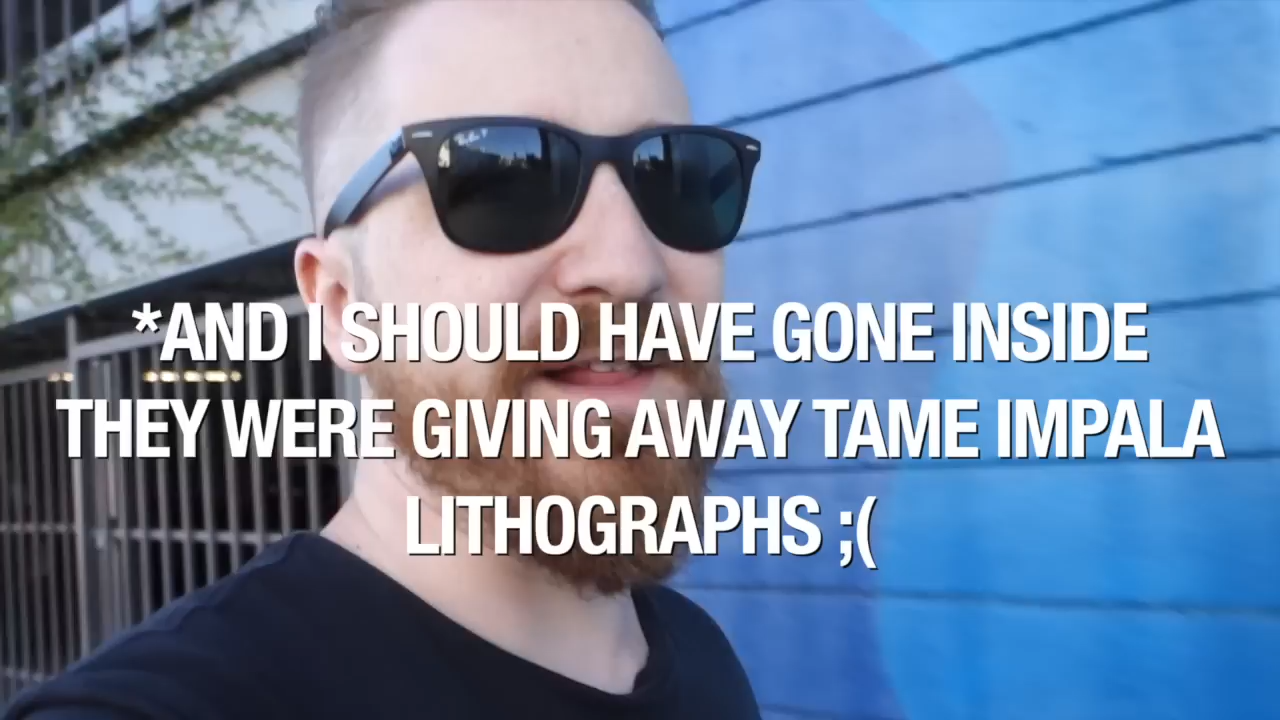 *AND I SHOULD HAVE GONE INSIDE
THEY WERE GIVING AWAY TAME IMPALA
LITHOGRAPHS ;(